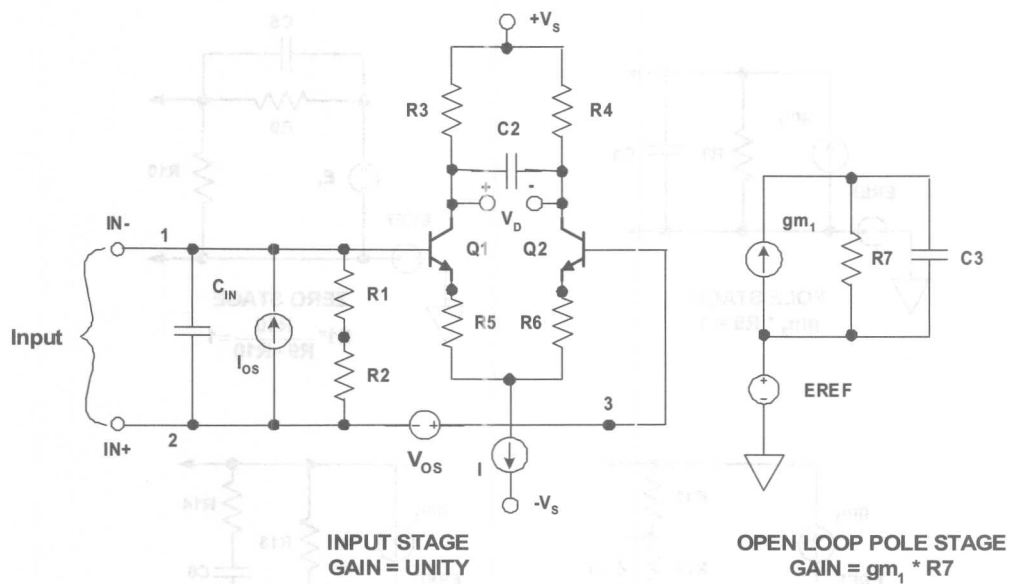 +VS
R3
R4
C2
+
-
VD
Q1
Q2
IN-
1
CIN
IOS
R1
R2
R5
R6
Input
IN+
2
VOS
-
+
3
I
-VS
INPUT STAGE
GAIN = UNITY
gm1
R7
C3
+
-
EREF
OPEN LOOP POLE STAGE
GAIN = gm1 * R7